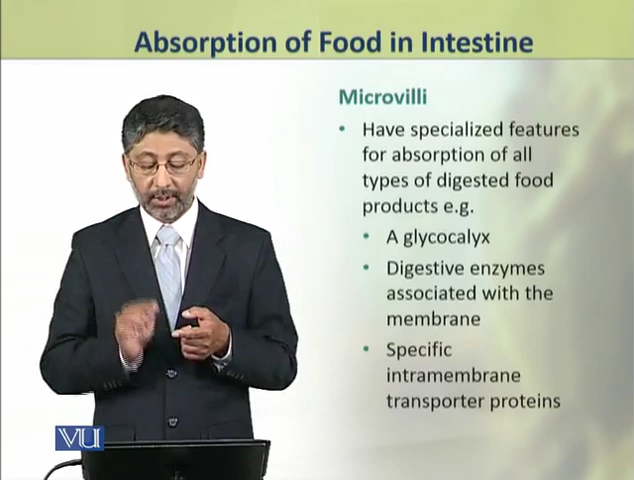 Absorption of Food in Intestine
Microvilli
• Have specialized features
for absorption of all
types of digested food
products e.g.
• A glycocalyx
• Digestive enzymes
associated with the
membrane
• Specific
intramembrane
transporter proteins
VU